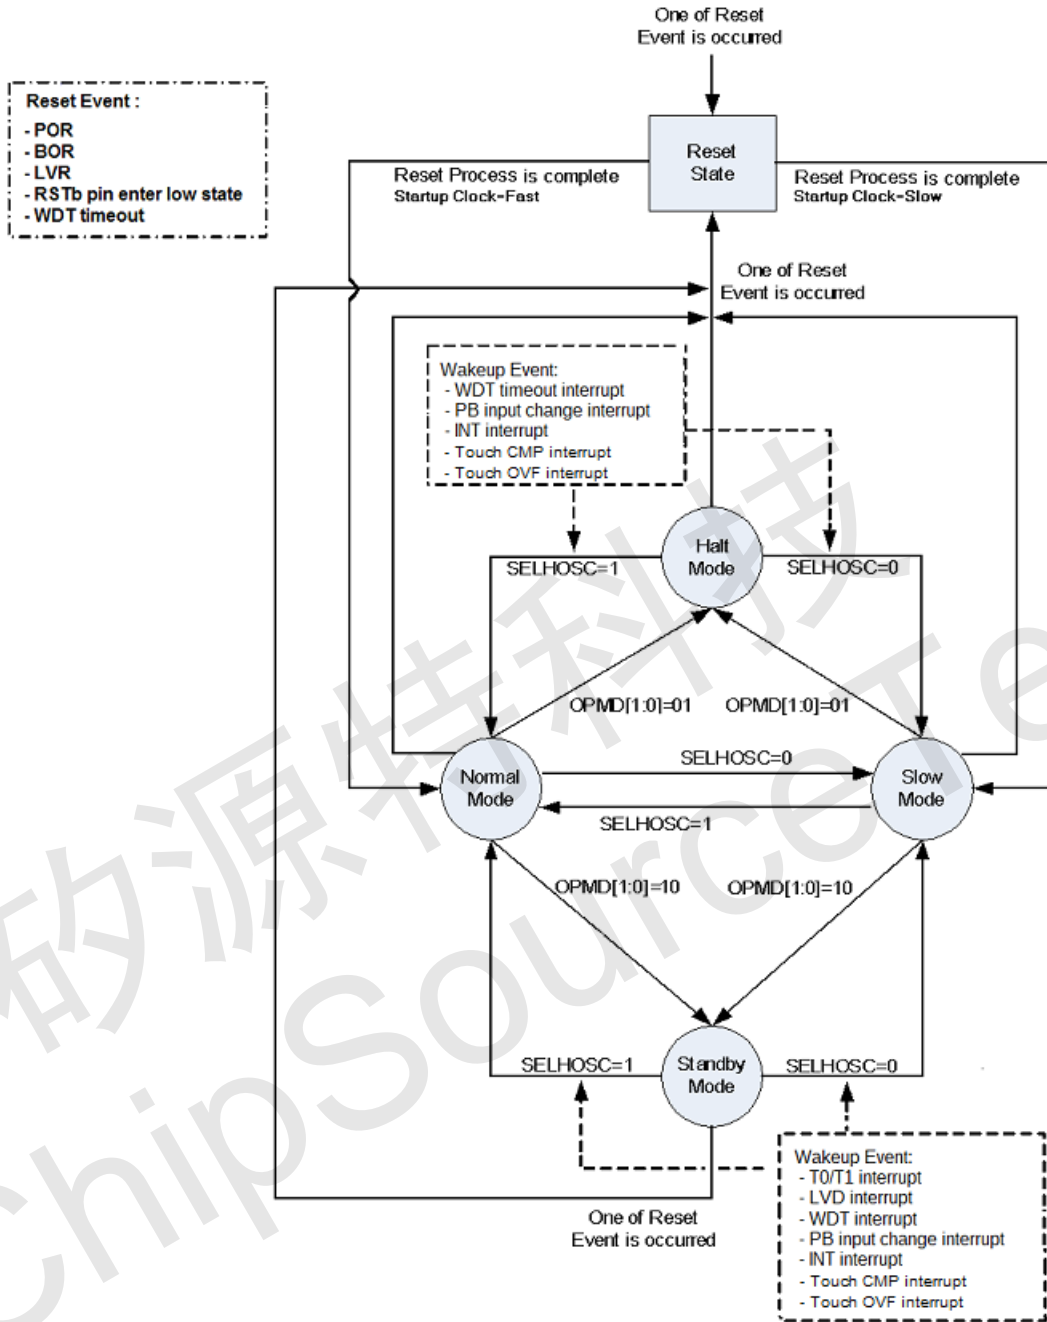 One of Reset
Event is occurred
Reset Event :
- POR
- BOR
- LVR
- RSTb pin enter low state
- WDT timeout
Reset
State
Reset Process is complete
Startup Clock=Fast
Reset Process is complete
Startup Clock=Slow
One of Reset
Event is occurred
Wakeup Event:
- WDT timeout interrupt
- PB input change interrupt
- INT interrupt
- Touch CMP interrupt
- Touch OVF interrupt
Halt
Mode
SELHOSC=1
SELHOSC=0
OPMD[1:0]=01
OPMD[1:0]=01
Normal
Mode
SELHOSC=0
SELHOSC=1
Slow
Mode
OPMD[1:0]=10
OPMD[1:0]=10
Standby
Mode
SELHOSC=1
SELHOSC=0
One of Reset
Event is occurred
Wakeup Event:
- T0/T1 interrupt
- LVD interrupt
- WDT interrupt
- PB input change interrupt
- INT interrupt
- Touch CMP interrupt
- Touch OVF interrupt
矽源特科技
ChipSourceTe